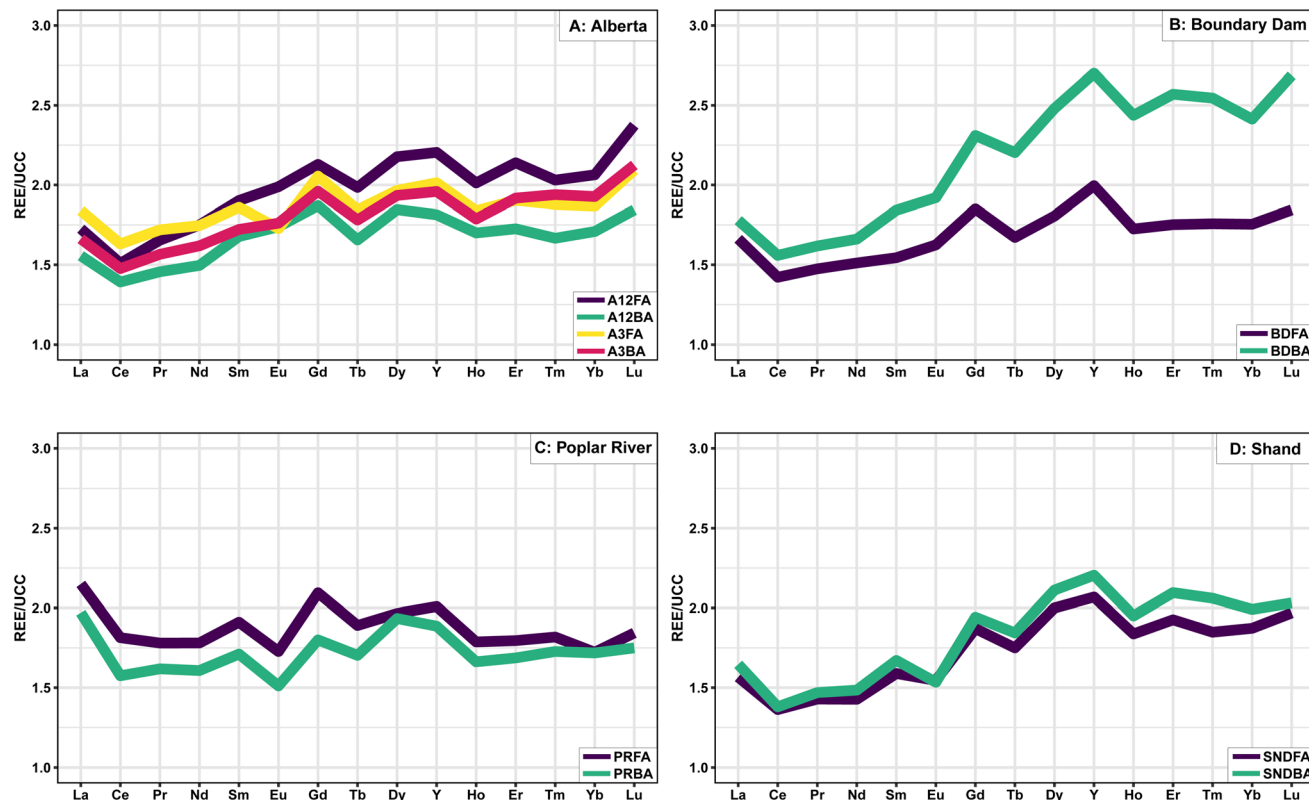 A: Alberta
3.0
2.5
2.0
1.5
1.0
REE/UCC
A12FA
A12BA
A3FA
A3BA
La Ce Pr Nd Sm Eu Gd Tb Dy Y Ho Er Tm Yb Lu
B: Boundary Dam
3.0
2.5
2.0
1.5
1.0
REE/UCC
BDFA
BDBA
La Ce Pr Nd Sm Eu Gd Tb Dy Y Ho Er Tm Yb Lu
C: Poplar River
3.0
2.5
2.0
1.5
1.0
REE/UCC
PRFA
PRBA
La Ce Pr Nd Sm Eu Gd Tb Dy Y Ho Er Tm Yb Lu
D: Shand
3.0
2.5
2.0
1.5
1.0
REE/UCC
SNDFA
SNDBA
La Ce Pr Nd Sm Eu Gd Tb Dy Y Ho Er Tm Yb Lu